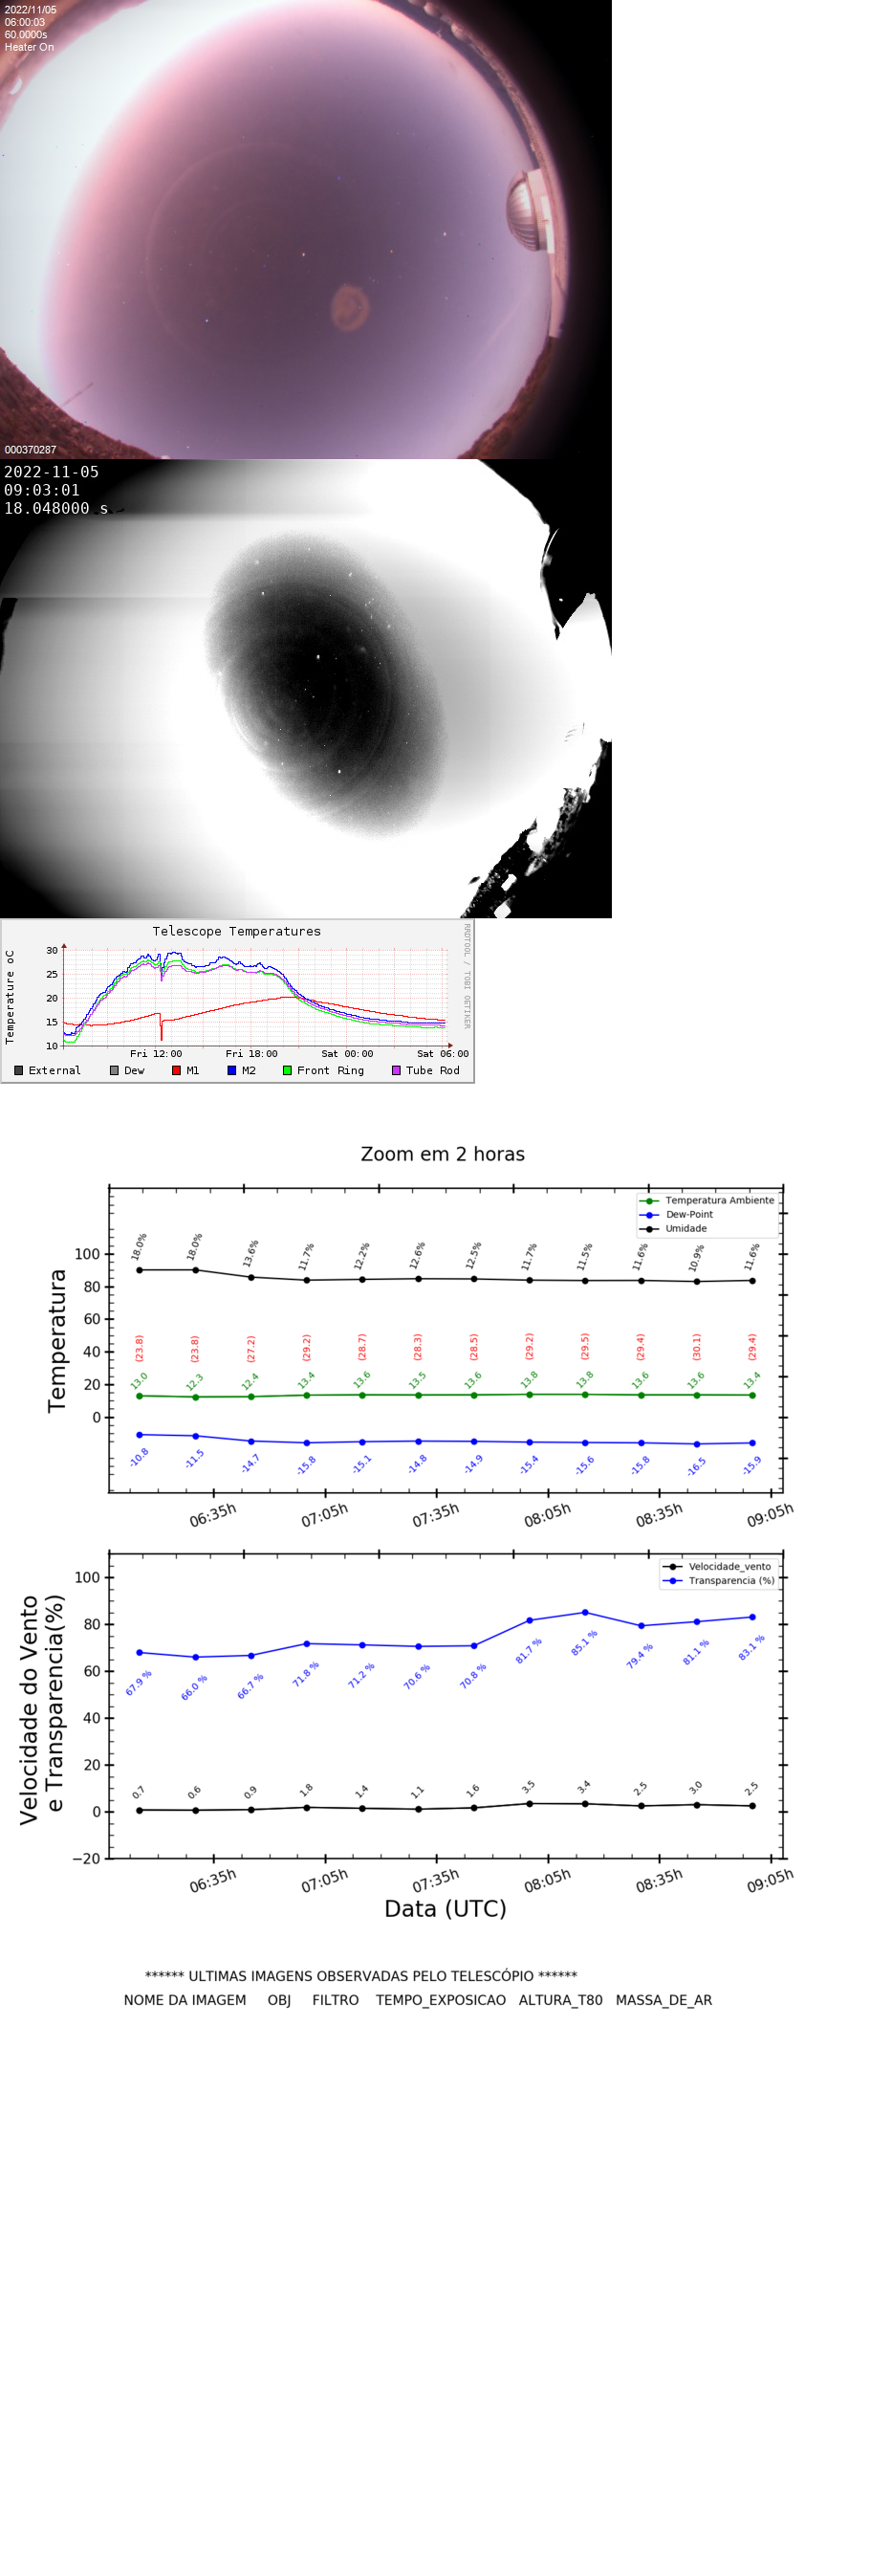 2022/11/05
06:00:03
60.0000s
Heater On
000370287
2022-11-05
09:03:01
18.048000 s
Telescope Temperatures
RRDTOOL / TOBI OETIKER
Temperature oC
30
25
20
15
10
Fri 12:00 Fri 18:00 Sat 00:00 Sat 06:00
External Dew M1 M2 Front Ring Tube Rod
Zoom em 2 horas
Temperatura
Temperatura Ambiente
Dew-Point
Umidade
100
80
60
40
20
0
18.0% 18.0% 13.6% 11.7% 12.2% 12.6% 12.5% 11.7% 11.5% 11.6% 10.9% 11.6%
(23.8) (23.8) (27.2) (29.2) (28.7) (28.3) (28.5) (29.2) (29.5) (29.4) (30.1) (29.4)
13.0 12.3 12.4 13.4 13.6 13.5 13.6 13.8 13.8 13.6 13.6 13.4
-10.8 -11.5 -14.7 -15.8 -15.1 -14.8 -14.9 -15.4 -15.6 -15.8 -16.5 -15.9
06:35h 07:05h 07:35h 08:05h 08:35h 09:05h
Velocidade do Vento
e Transparencia(%)
Velocidade_vento
Transparencia (%)
100
80
60
40
20
0
−20
67.9 % 66.0 % 66.7 % 71.8 % 71.2 % 70.6 % 70.8 % 81.7 % 85.1 % 79.4 % 81.1 % 83.1 %
0.7 0.6 0.9 1.8 1.4 1.1 1.6 3.5 3.4 2.5 3.0 2.5
06:35h 07:05h 07:35h 08:05h 08:35h 09:05h
Data (UTC)
****** ULTIMAS IMAGENS OBSERVADAS PELO TELESCÓPIO ******
NOME DA IMAGEM OBJ FILTRO TEMPO_EXPOSICAO ALTURA_T80 MASSA_DE_AR